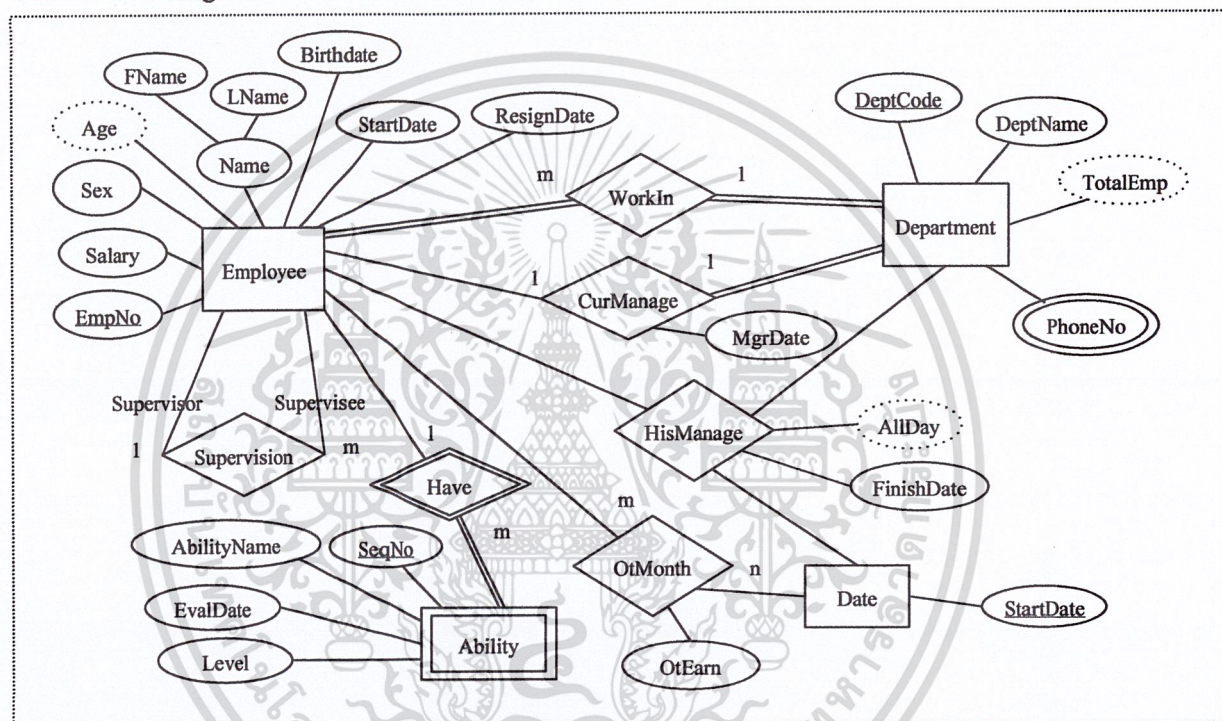 Birthdate
FName
LName
Age
StartDate
ResignDate
Name
Sex
Salary
Employee
EmpNo
m
WorkIn
1
DeptCode
DeptName
TotalEmp
Department
PhoneNo
1
CurManage
1
MgrDate
Supervisor
Supervisee
1
Supervision
m
1
Have
m
HisManage
AllDay
FinishDate
m
OtMonth
n
Date
StartDate
OtEarn
AbilityName
SeqNo
EvalDate
Level
Ability